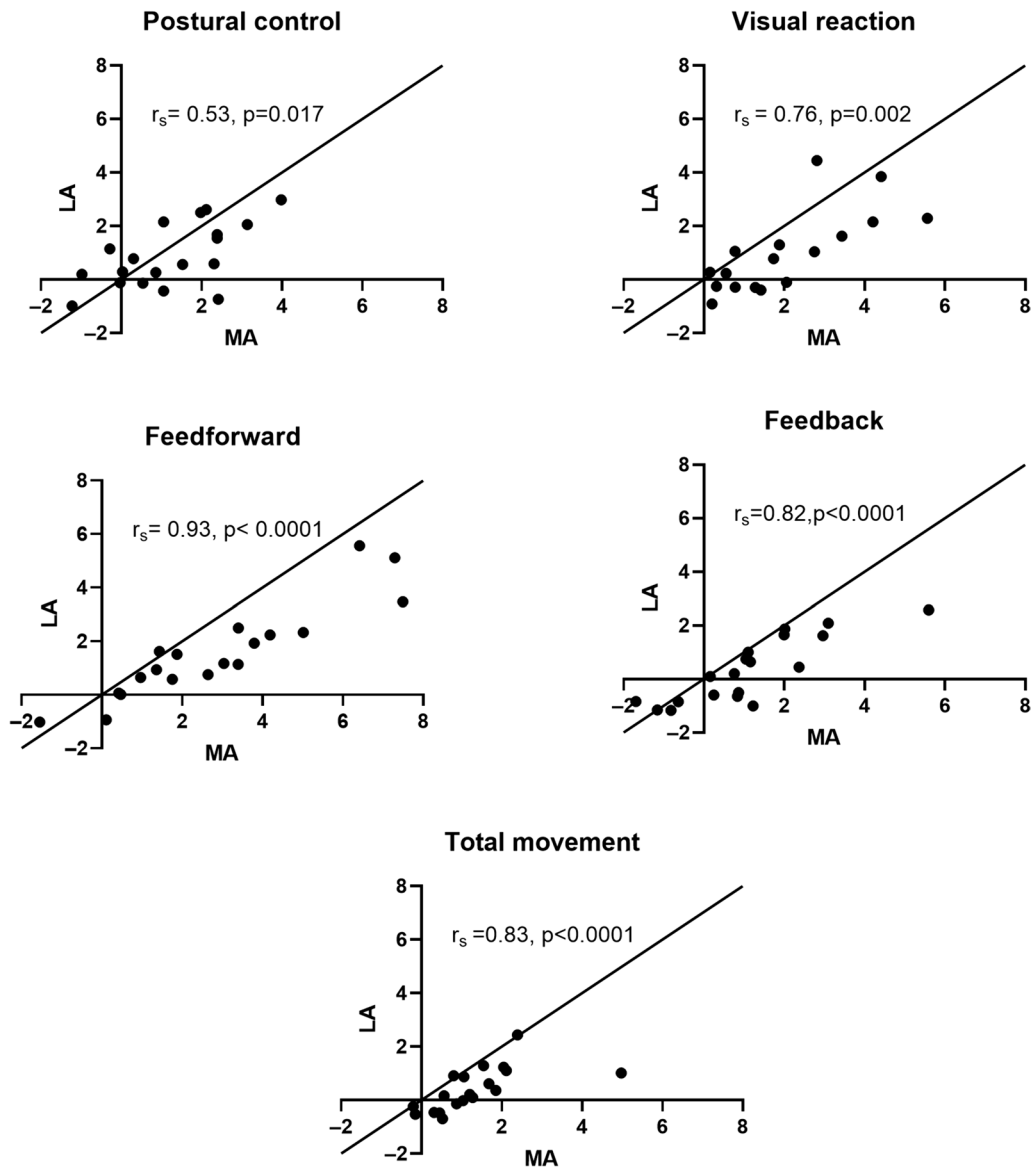 Postural control
8
6
4
2
−2
−2
2
4
6
8
LA
MA
rs= 0.53, p=0.017
Visual reaction
8
6
4
2
−2
−2
2
4
6
8
LA
MA
rs = 0.76, p=0.002
Feedforward
8
6
4
2
−2
−2
2
4
6
8
LA
MA
rs= 0.93, p< 0.0001
Feedback
8
6
4
2
−2
−2
2
4
6
8
LA
MA
rs=0.82,p<0.0001
Total movement
8
6
4
2
−2
−2
2
4
6
8
LA
MA
rs =0.83, p<0.0001